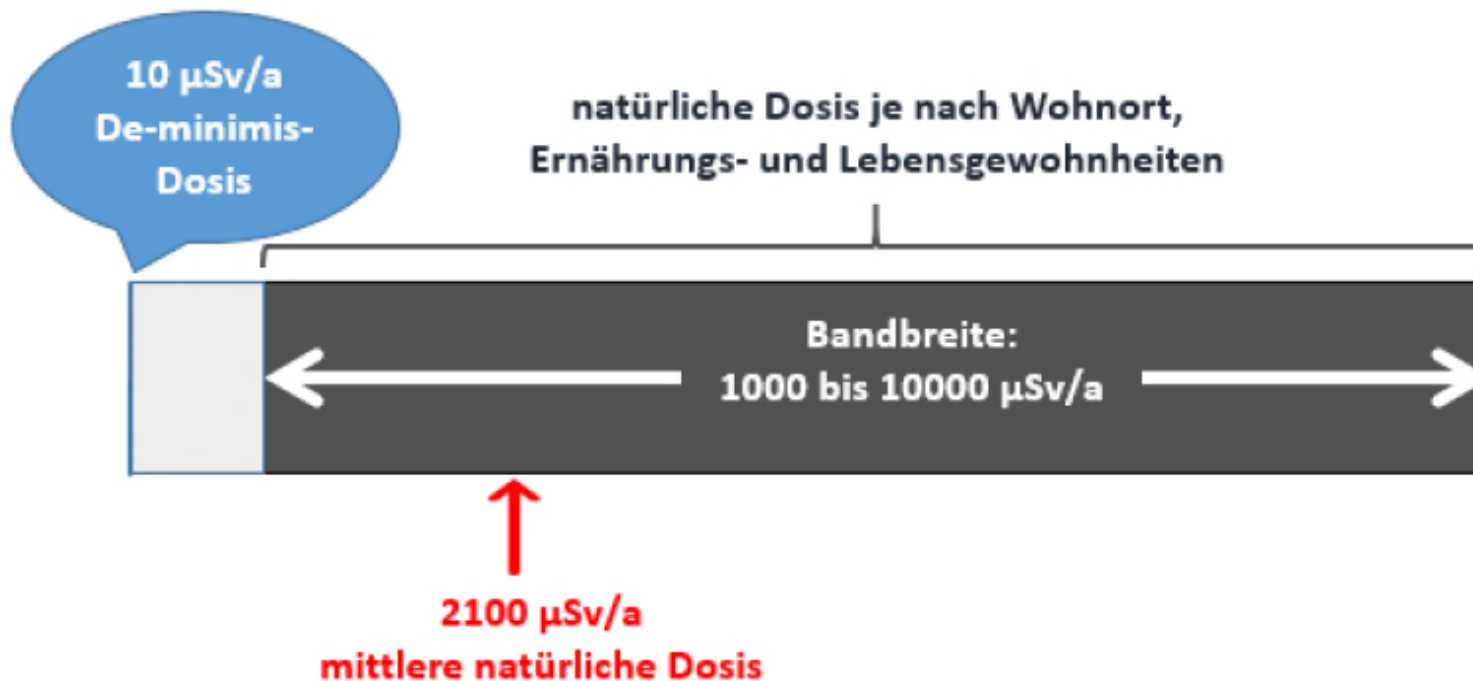 10 µSv/a
De-minimis-
Dosis
natürliche Dosis je nach Wohnort,
Ernährungs- und Lebensgewohnheiten
Bandbreite:
1000 bis 10000 µSv/a
2100 µSv/a
mittlere natürliche Dosis